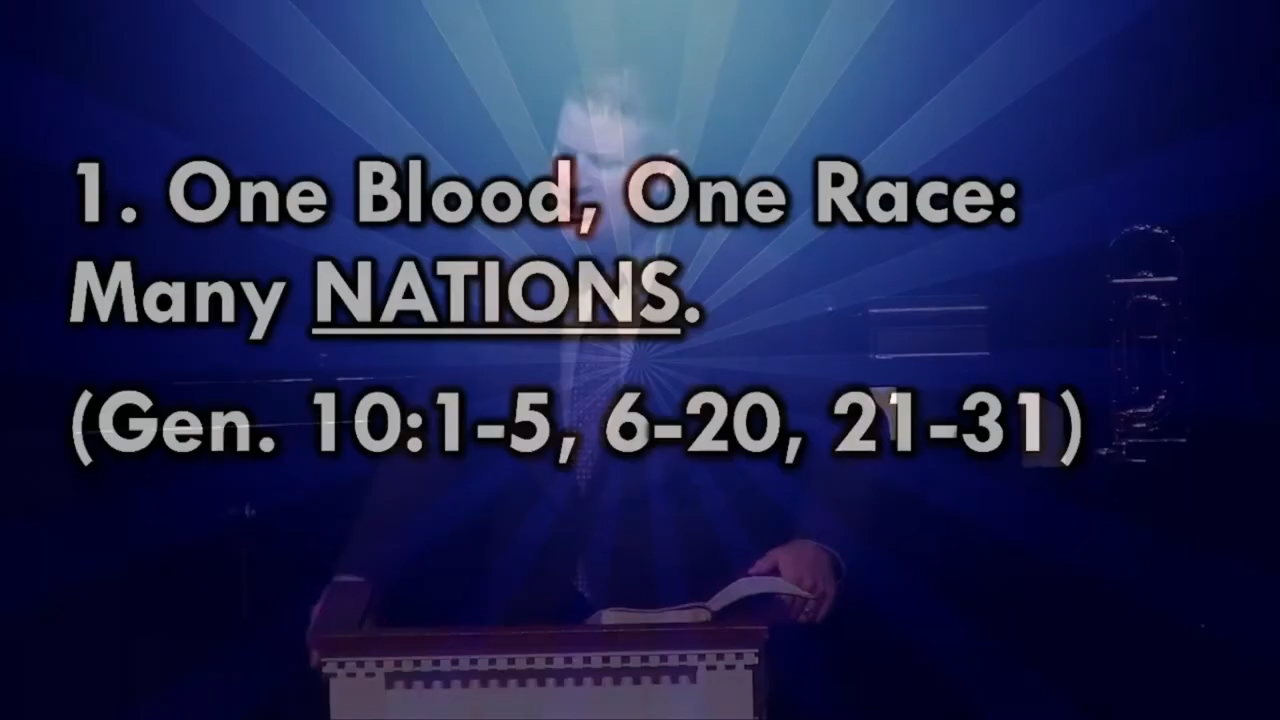 1. One Blood, One Race:
Many NATIONS.
(Gen. 10:1-5, 6-20, 21-31)